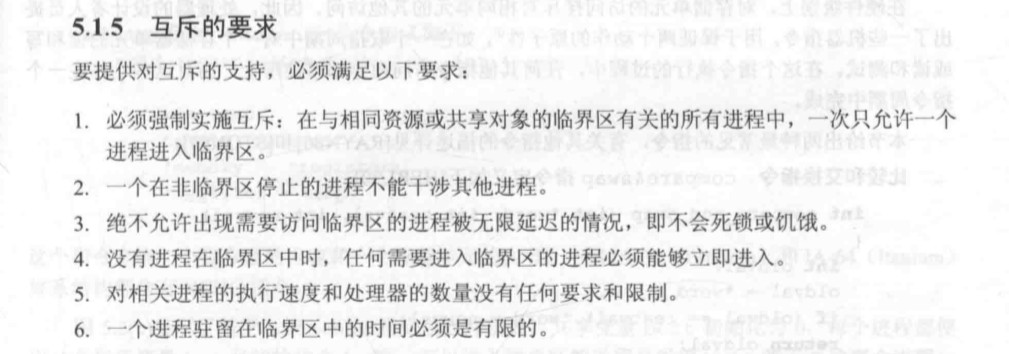 5.1.5 互斥的要求
要提供对互斥的支持，必须满足以下要求：
1. 必须强制实施互斥：在与相同资源或共享对象的临界区有关的所有进程中，一次只允许一个
进程进入临界区。
2. 一个在非临界区停止的进程不能干涉其他进程。
3. 绝不允许出现需要访问临界区的进程被无限延迟的情况，即不会死锁或饥饿。
4. 没有进程在临界区中时，任何需要进入临界区的进程必须能够立即进入。
5. 对相关进程的执行速度和处理器的数量没有任何要求和限制。
6. 一个进程驻留在临界区中的时间必须是有限的。